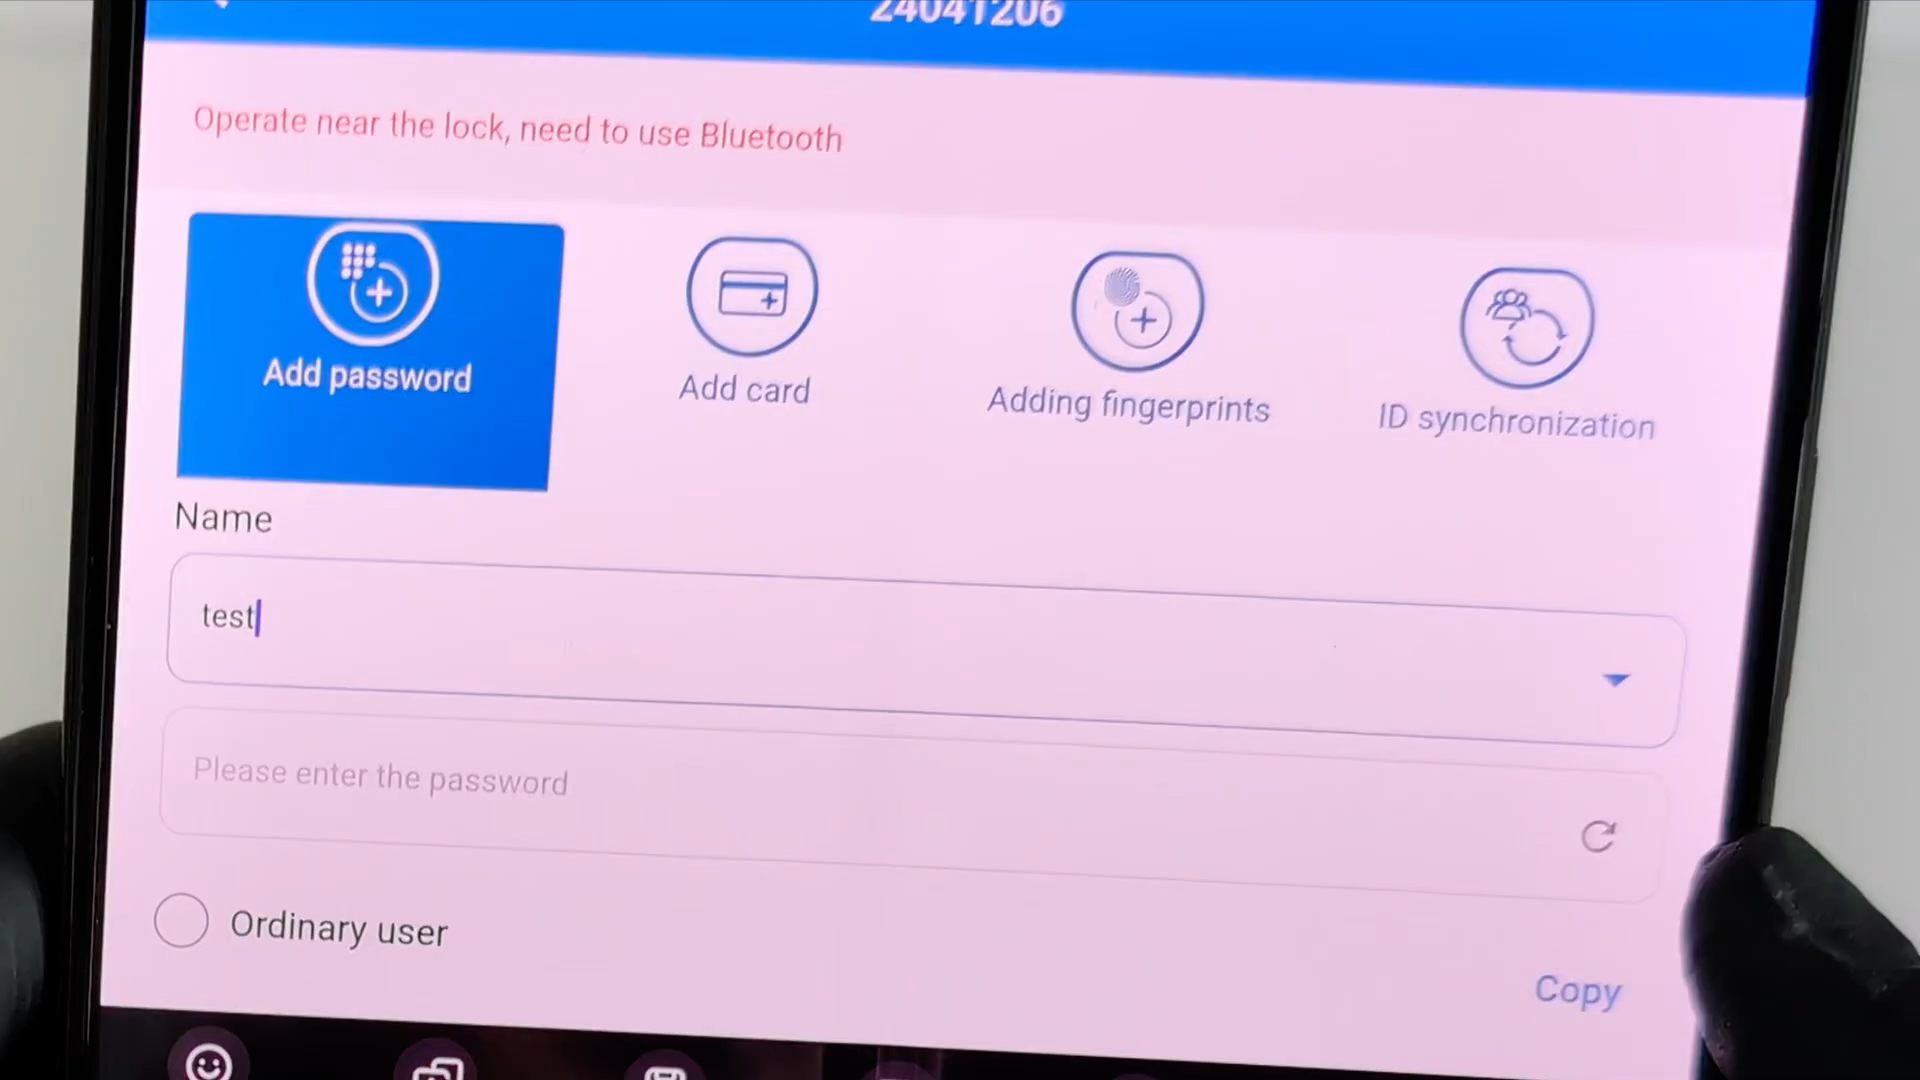 24041206
Operate near the lock, need to use Bluetooth
Add password
Add card
Adding fingerprints
ID synchronization
Name
test
Please enter the password
Ordinary user
Copy